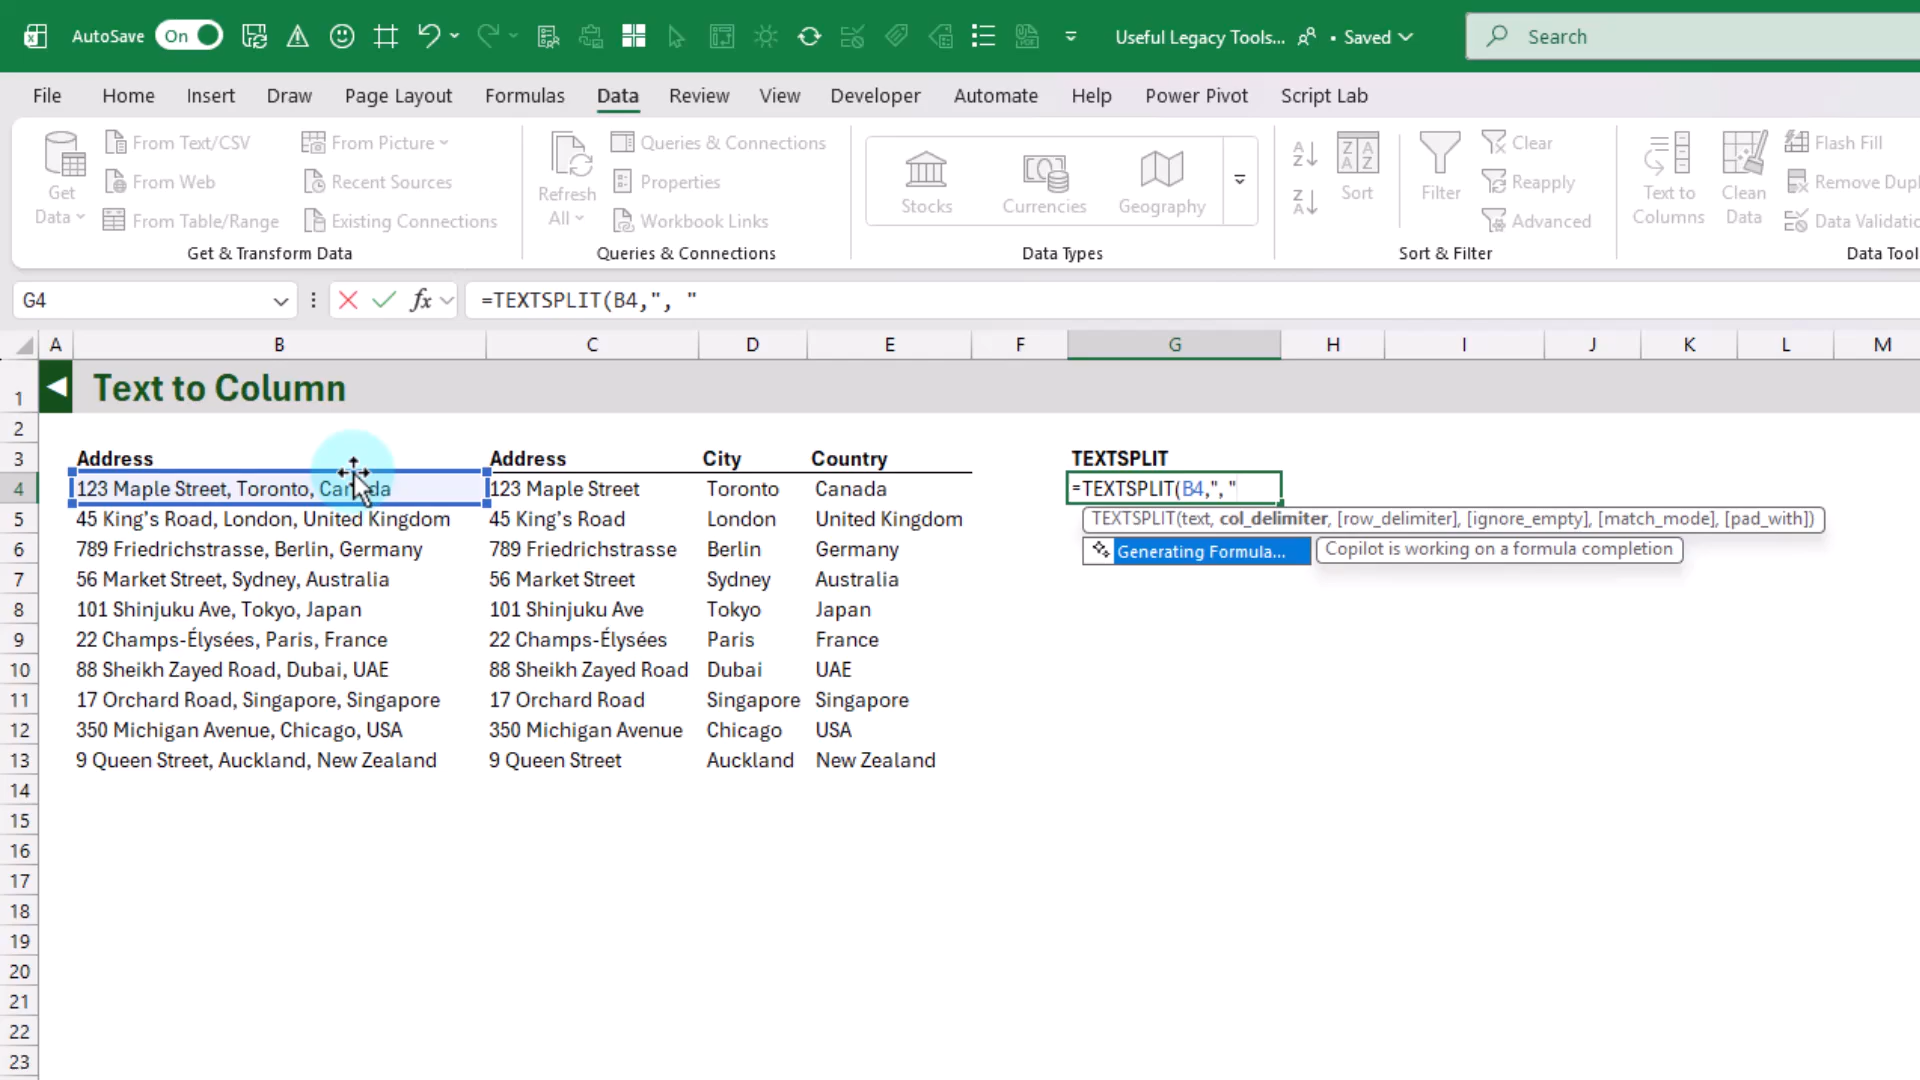 AutoSave On Useful Legacy Tools... • Saved Search
File Home Insert Draw Page Layout Formulas Data Review View Developer Automate Help Power Pivot Script Lab
Get Data
From Text/CSV
From Web
From Table/Range
From Picture
Recent Sources
Existing Connections
Get & Transform Data
Refresh All
Queries & Connections
Properties
Workbook Links
Queries & Connections
Stocks Currencies Geography
Data Types
Sort
Filter
Clear
Reapply
Advanced
Sort & Filter
Text to Columns
Clean Data
Flash Fill
Remove Dupl
Data Validatio
Data Tool
G4 fx =TEXTSPLIT(B4,", "
A B C D E F G H I J K L M
1 Text to Column
2
3 Address Address City Country TEXTSPLIT
4 123 Maple Street, Toronto, Canada 123 Maple Street Toronto Canada =TEXTSPLIT(B4,", "
TEXTSPLIT(text, col_delimiter, [row_delimiter], [ignore_empty], [match_mode], [pad_with])
5 45 King’s Road, London, United Kingdom 45 King’s Road London United Kingdom
Generating Formula... Copilot is working on a formula completion
6 789 Friedrichstrasse, Berlin, Germany 789 Friedrichstrasse Berlin Germany
7 56 Market Street, Sydney, Australia 56 Market Street Sydney Australia
8 101 Shinjuku Ave, Tokyo, Japan 101 Shinjuku Ave Tokyo Japan
9 22 Champs-Élysées, Paris, France 22 Champs-Élysées Paris France
10 88 Sheikh Zayed Road, Dubai, UAE 88 Sheikh Zayed Road Dubai UAE
11 17 Orchard Road, Singapore, Singapore 17 Orchard Road Singapore Singapore
12 350 Michigan Avenue, Chicago, USA 350 Michigan Avenue Chicago USA
13 9 Queen Street, Auckland, New Zealand 9 Queen Street Auckland New Zealand
14
15
16
17
18
19
20
21
22
23